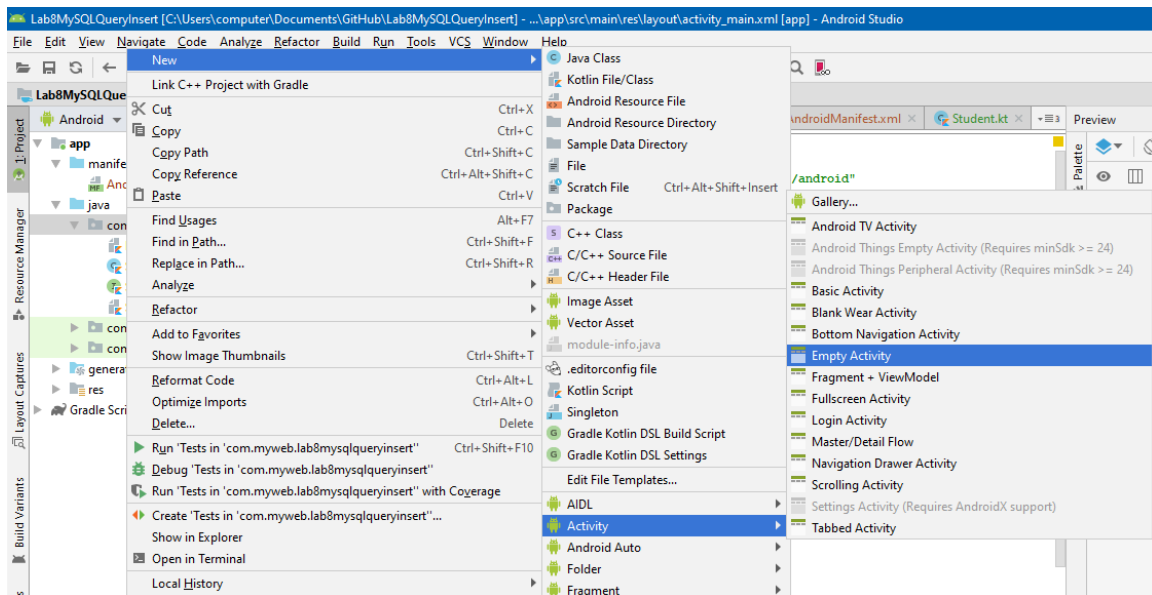 Lab8MySQLQueryInsert [C:\Users\computer\Documents\GitHub\Lab8MySQLQueryInsert] - ...\app\src\main\res\layout\activity_main.xml [app] - Android Studio
File Edit View Navigate Code Analyze Refactor Build Run Tools VCS Window Help
Lab8MySQLQue
AndroidManifest.xml
Student.kt
3
Preview
1: Project
Resource Manager
Layout Captures
Build Variants
Android
app
manife
MF
java
con
con
con
genera
res
Gradle Scri
/android"
Palette
New
Link C++ Project with Gradle
Cut Ctrl+X
Copy Ctrl+C
Copy Path Ctrl+Shift+C
Copy Reference Ctrl+Alt+Shift+C
Paste Ctrl+V
Find Usages Alt+F7
Find in Path... Ctrl+Shift+F
Replace in Path... Ctrl+Shift+R
Analyze
Refactor
Add to Favorites
Show Image Thumbnails Ctrl+Shift+T
Reformat Code Ctrl+Alt+L
Optimize Imports Ctrl+Alt+O
Delete... Delete
Run 'Tests in 'com.myweb.lab8mysqlqueryinsert'' Ctrl+Shift+F10
Debug 'Tests in 'com.myweb.lab8mysqlqueryinsert''
Run 'Tests in 'com.myweb.lab8mysqlqueryinsert'' with Coverage
Create 'Tests in 'com.myweb.lab8mysqlqueryinsert''...
Show in Explorer
Open in Terminal
Local History
Java Class
Kotlin File/Class
Android Resource File
Android Resource Directory
Sample Data Directory
File
Scratch File Ctrl+Alt+Shift+Insert
Package
C++ Class
C/C++ Source File
C/C++ Header File
Image Asset
Vector Asset
module-info.java
.editorconfig file
Kotlin Script
Singleton
Gradle Kotlin DSL Build Script
Gradle Kotlin DSL Settings
Edit File Templates...
AIDL
Activity
Android Auto
Folder
Fragment
Gallery...
Android TV Activity
Android Things Empty Activity (Requires minSdk >= 24)
Android Things Peripheral Activity (Requires minSdk >= 24)
Basic Activity
Blank Wear Activity
Bottom Navigation Activity
Empty Activity
Fragment + ViewModel
Fullscreen Activity
Login Activity
Master/Detail Flow
Navigation Drawer Activity
Scrolling Activity
Settings Activity (Requires AndroidX support)
Tabbed Activity